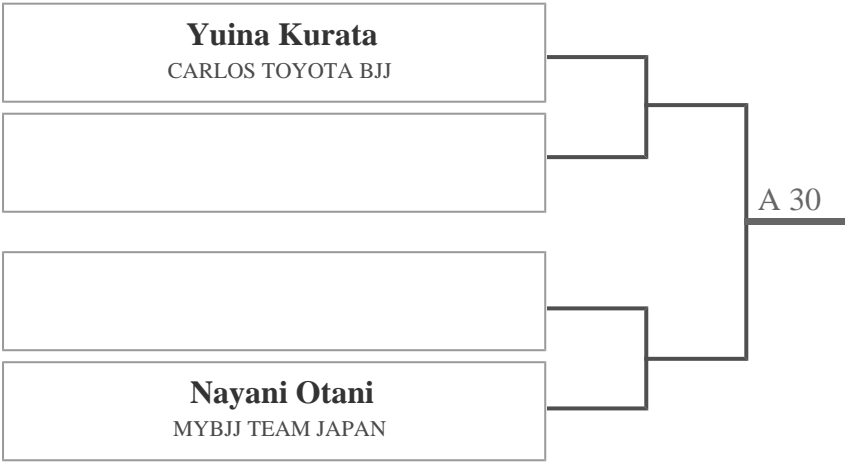 Yuina Kurata
CARLOS TOYOTA BJJ
A 30
Nayani Otani
MYBJJ TEAM JAPAN